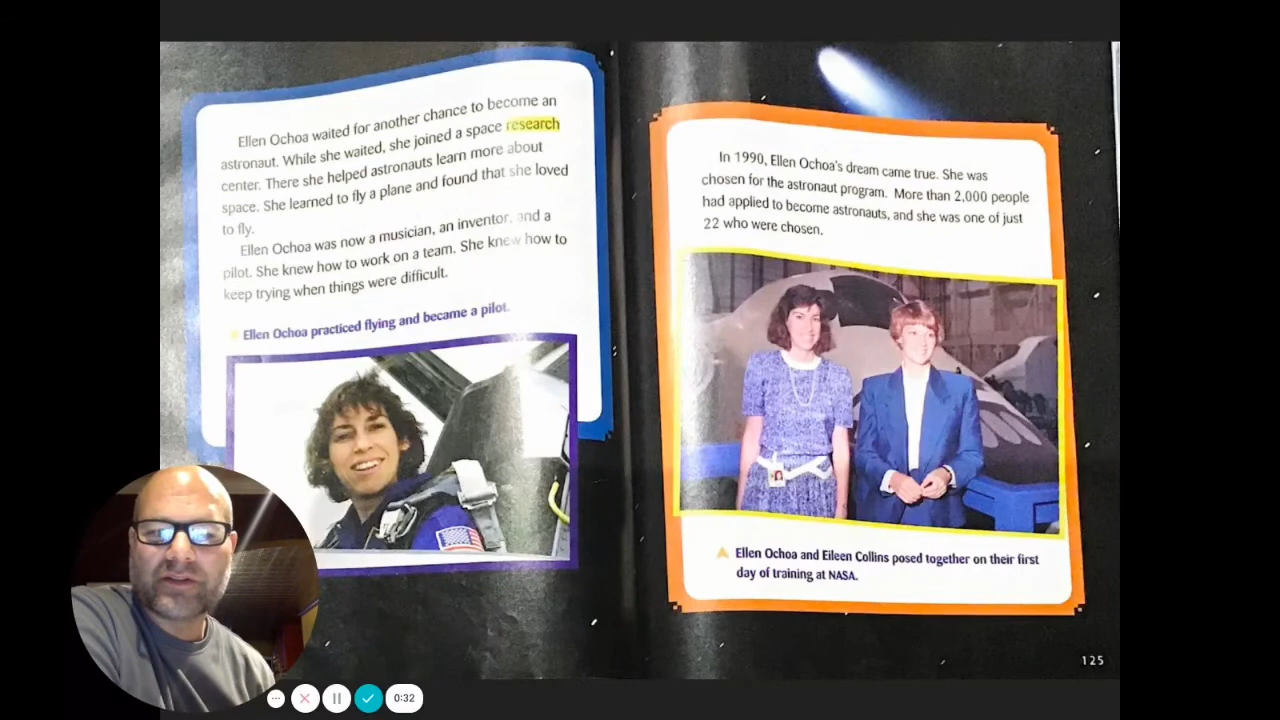 Ellen Ochoa waited for another chance to become an
astronaut. While she waited, she joined a space research
center. There she helped astronauts learn more about
space. She learned to fly a plane and found that she loved
to fly.
Ellen Ochoa was now a musician, an inventor, and a
pilot. She knew how to work on a team. She knew how to
keep trying when things were difficult.
Ellen Ochoa practiced flying and became a pilot.
In 1990, Ellen Ochoa's dream came true. She was
chosen for the astronaut program. More than 2,000 people
had applied to become astronauts, and she was one of just
22 who were chosen.
Ellen Ochoa and Eileen Collins posed together on their first
day of training at NASA.
125
0:32